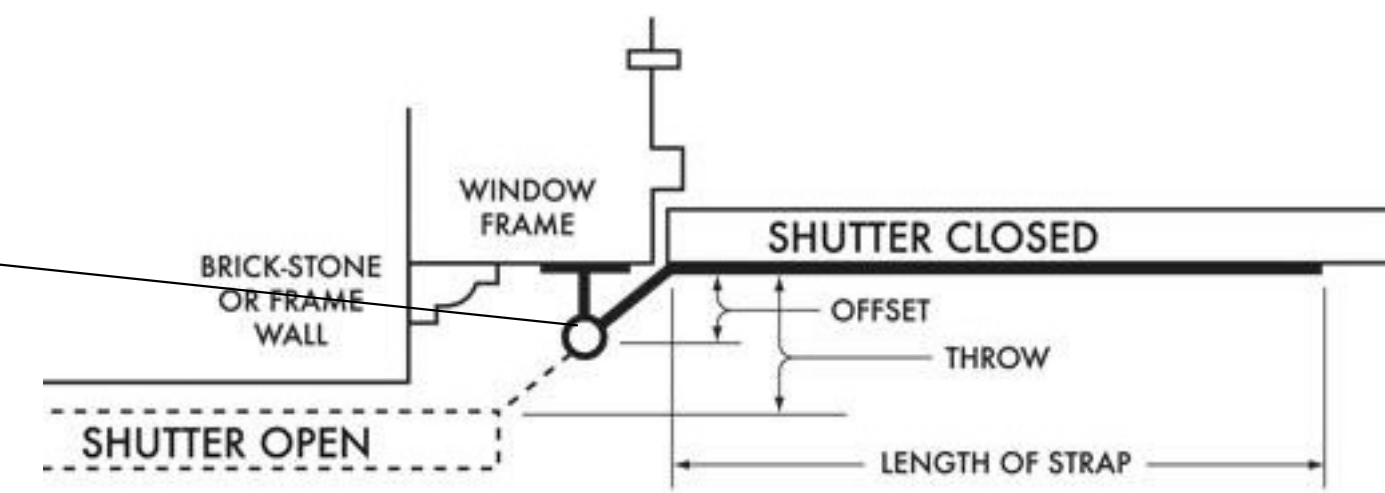 WINDOW
FRAME
SHUTTER CLOSED
BRICK-STONE
OR FRAME
WALL
OFFSET
THROW
SHUTTER OPEN
LENGTH OF STRAP